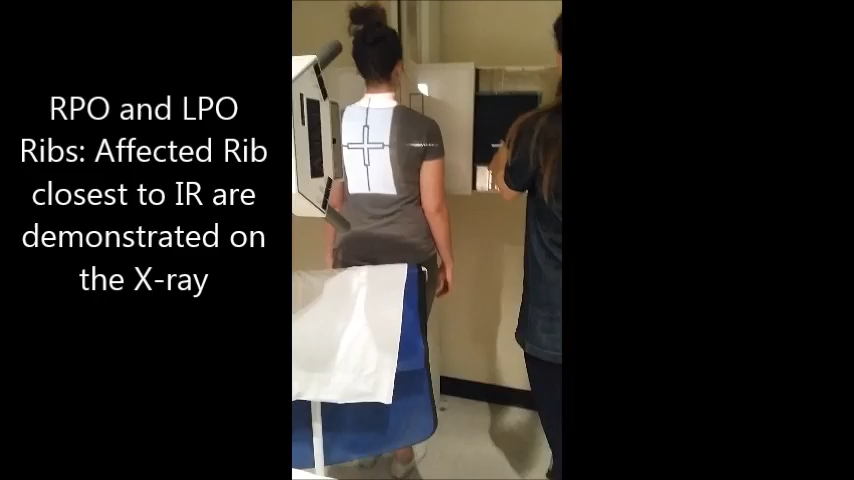 RPO and LPO
Ribs: Affected Rib
closest to IR are
demonstrated on
the X-ray